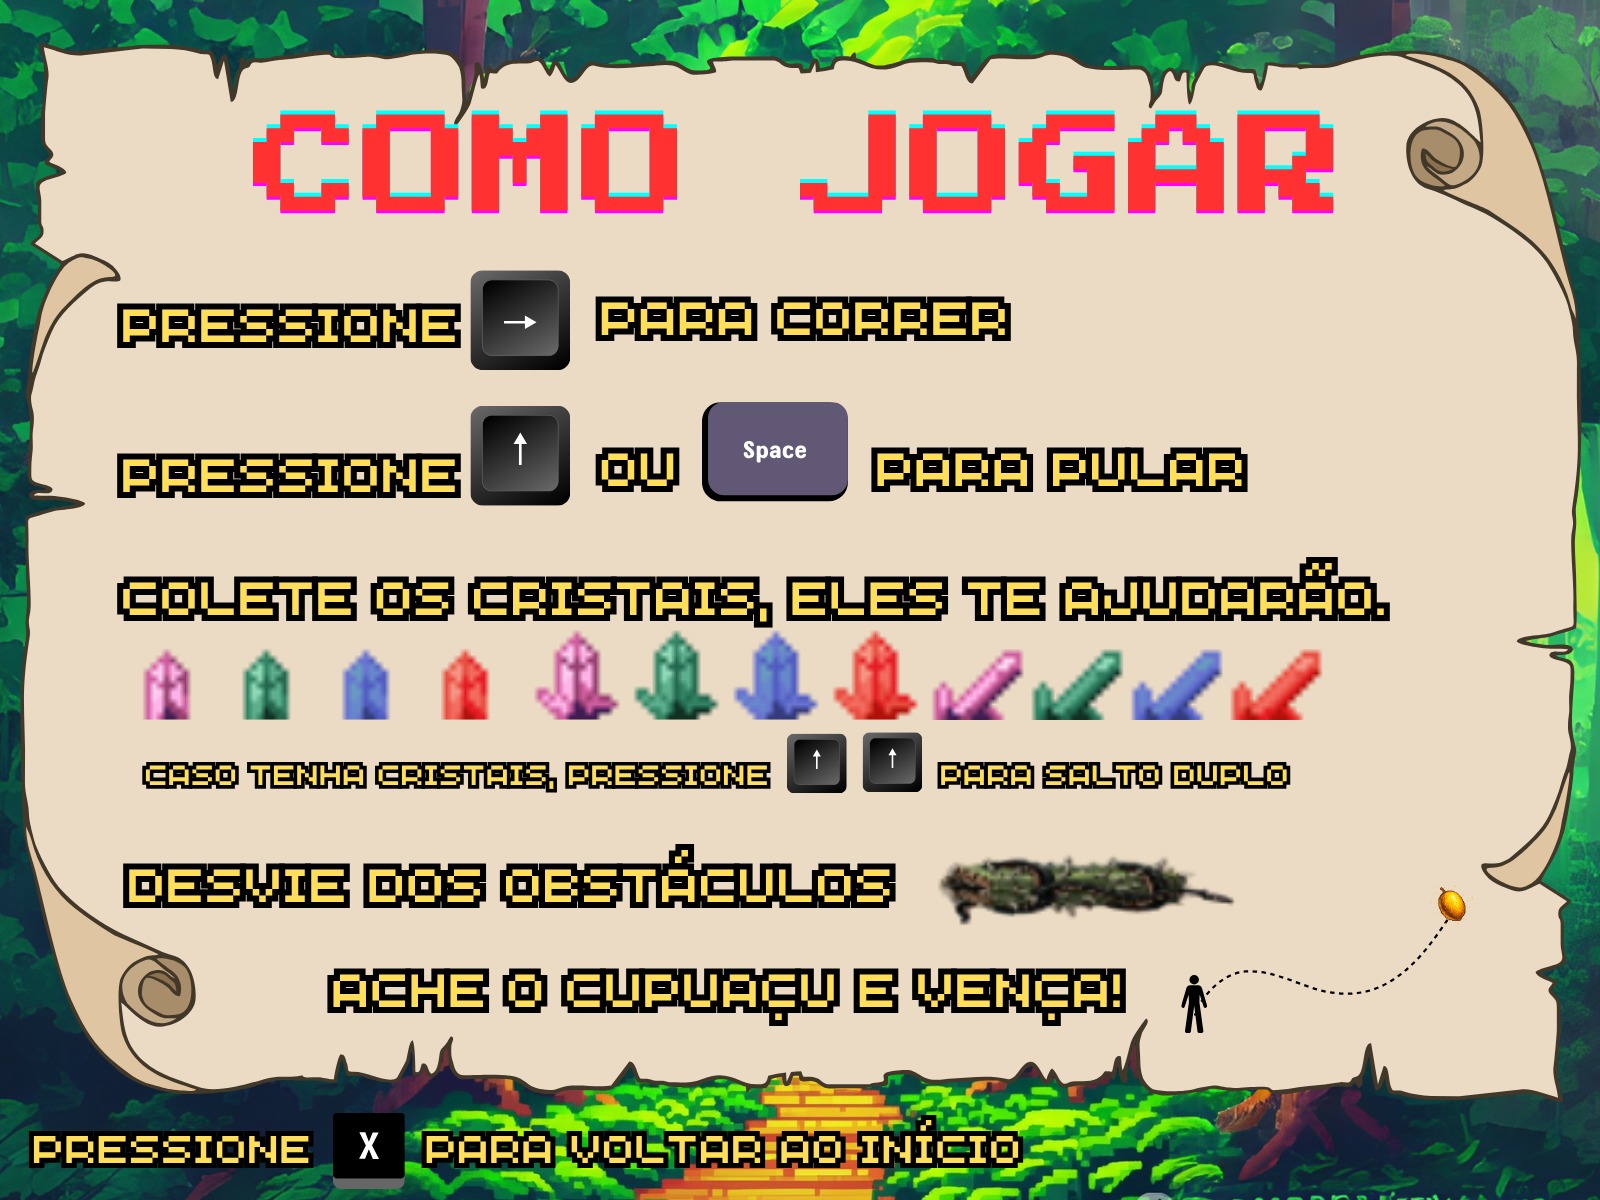 COMO JOGAR
PRESSIONE → PARA CORRER
PRESSIONE ↑ OU Space PARA PULAR
COLETE OS CRISTAIS, ELES TE AJUDARÃO.
CASO TENHA CRISTAIS, PRESSIONE ↑ ↑ PARA SALTO DUPLO
DESVIE DOS OBSTÁCULOS
ACHE O CUPUAÇU E VENÇA!
PRESSIONE X PARA VOLTAR AO INÍCIO